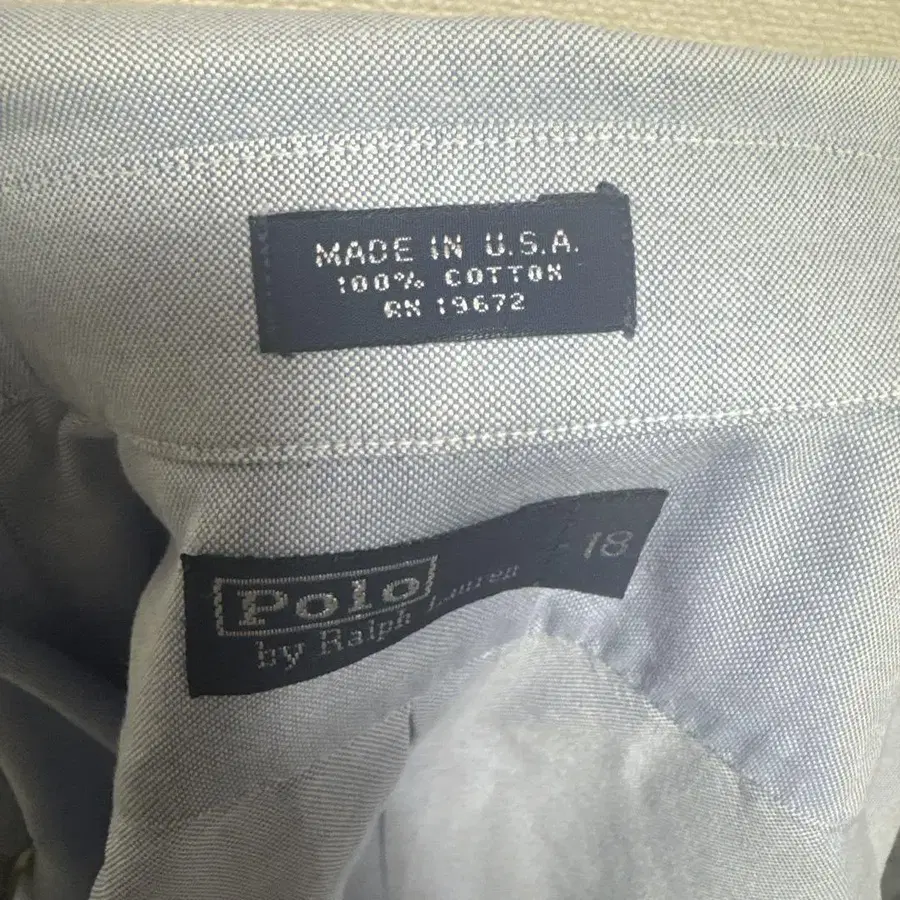 MADE IN U.S.A.
100% COTTON
RN 19672
Polo
by Ralph Lauren
18